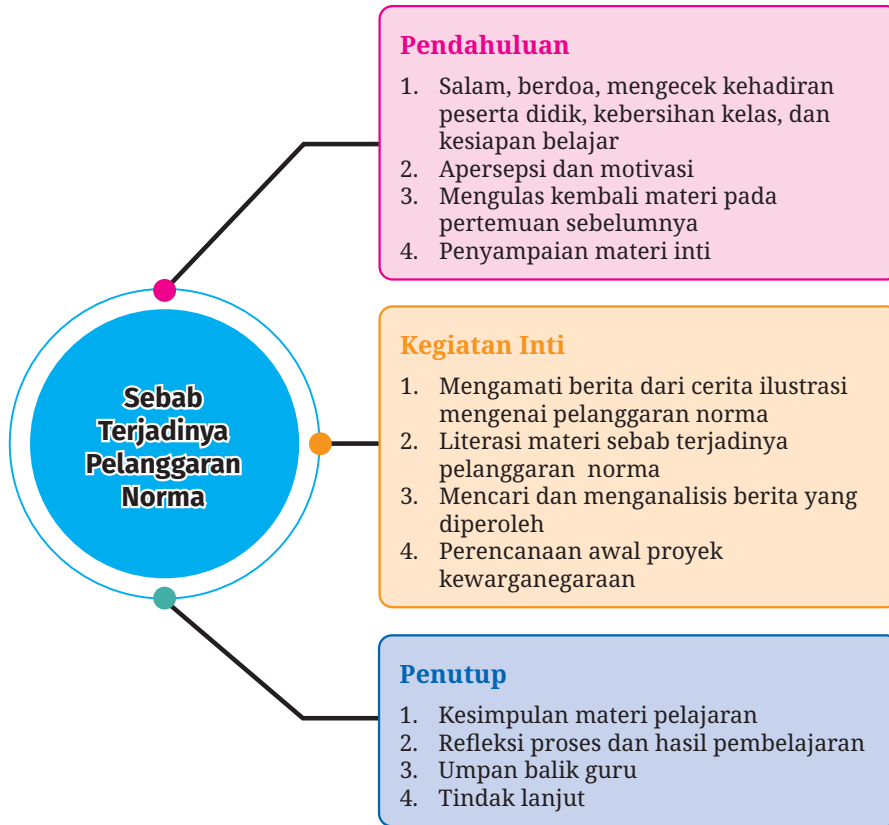 Pendahuluan
1. Salam, berdoa, mengecek kehadiran
peserta didik, kebersihan kelas, dan
kesiapan belajar
2. Apersepsi dan motivasi
3. Mengulas kembali materi pada
pertemuan sebelumnya
4. Penyampaian materi inti
Sebab
Terjadinya
Pelanggaran
Norma
Kegiatan Inti
1. Mengamati berita dari cerita ilustrasi
mengenai pelanggaran norma
2. Literasi materi sebab terjadinya
pelanggaran norma
3. Mencari dan menganalisis berita yang
diperoleh
4. Perencanaan awal proyek
kewarganegaraan
Penutup
1. Kesimpulan materi pelajaran
2. Refleksi proses dan hasil pembelajaran
3. Umpan balik guru
4. Tindak lanjut